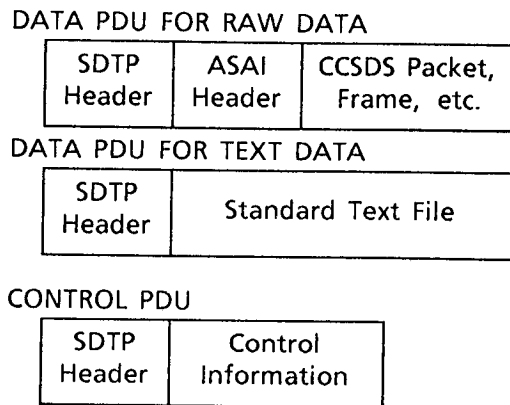 DATA PDU FOR RAW DATA
SDTP Header
ASAI Header
CCSDS Packet, Frame, etc.
DATA PDU FOR TEXT DATA
SDTP Header
Standard Text File
CONTROL PDU
SDTP Header
Control Information